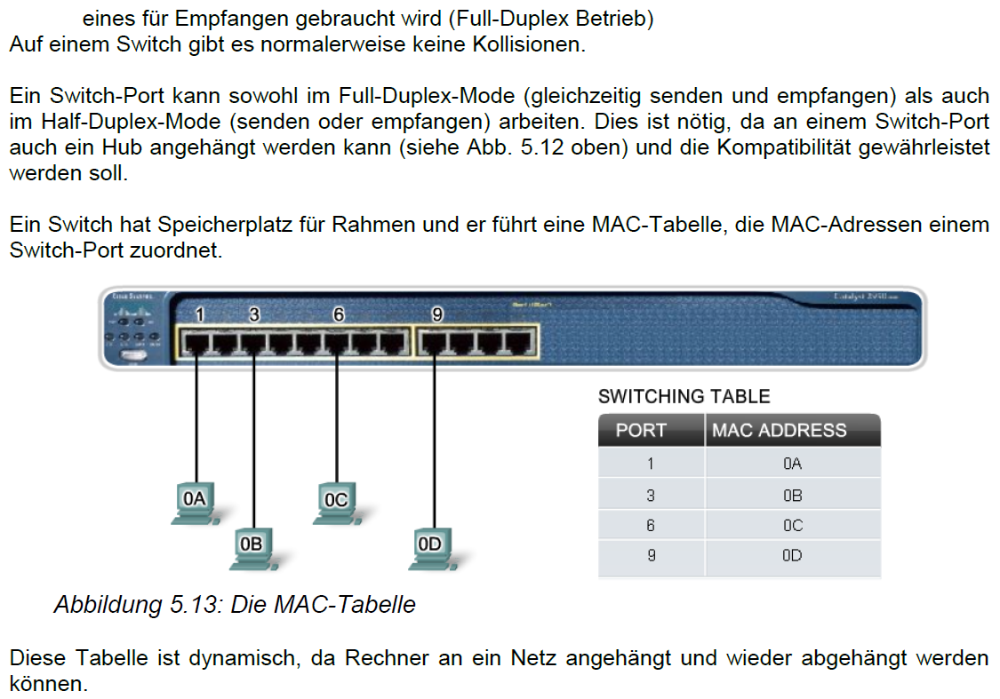 eines für Empfangen gebraucht wird (Full-Duplex Betrieb)
Auf einem Switch gibt es normalerweise keine Kollisionen.
Ein Switch-Port kann sowohl im Full-Duplex-Mode (gleichzeitig senden und empfangen) als auch
im Half-Duplex-Mode (senden oder empfangen) arbeiten. Dies ist nötig, da an einem Switch-Port
auch ein Hub angehängt werden kann (siehe Abb. 5.12 oben) und die Kompatibilität gewährleistet
werden soll.
Ein Switch hat Speicherplatz für Rahmen und er führt eine MAC-Tabelle, die MAC-Adressen einem
Switch-Port zuordnet.
Cisco Systems
Catalyst 2950
1 3 6 9
SWITCHING TABLE
PORT MAC ADDRESS
1 0A
3 0B
6 0C
9 0D
0A
0C
0B
0D
Abbildung 5.13: Die MAC-Tabelle
Diese Tabelle ist dynamisch, da Rechner an ein Netz angehängt und wieder abgehängt werden
können.